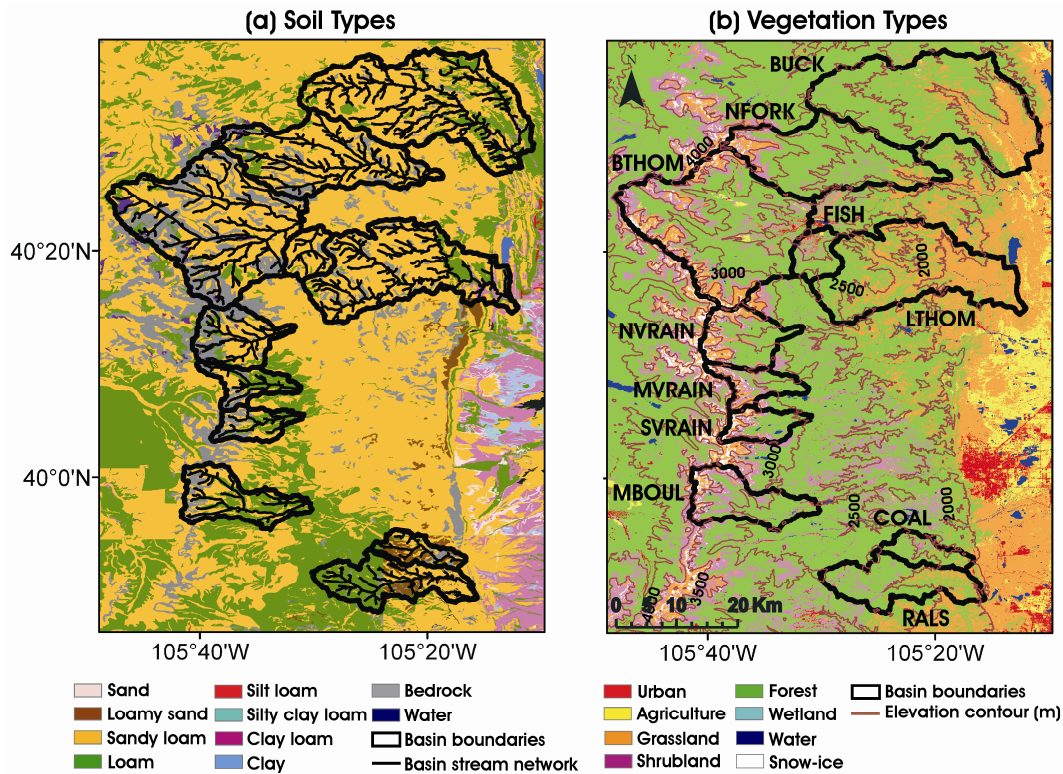 (a) Soil Types
(b) Vegetation Types
40°20'N
40°0'N
105°40'W
105°20'W
N
BUCK
NFORK
BTHOM
4000
FISH
3000
2000
2500
LTHOM
NVRAIN
MVRAIN
SVRAIN
3000
MBOUL
2500
2000
COAL
3500
4000
0 10 20 Km
RALS
105°40'W
105°20'W
Sand
Loamy sand
Sandy loam
Loam
Silt loam
Silty clay loam
Clay loam
Clay
Bedrock
Water
Basin boundaries
Basin stream network
Urban
Agriculture
Grassland
Shrubland
Forest
Wetland
Water
Snow-ice
Basin boundaries
Elevation contour (m)